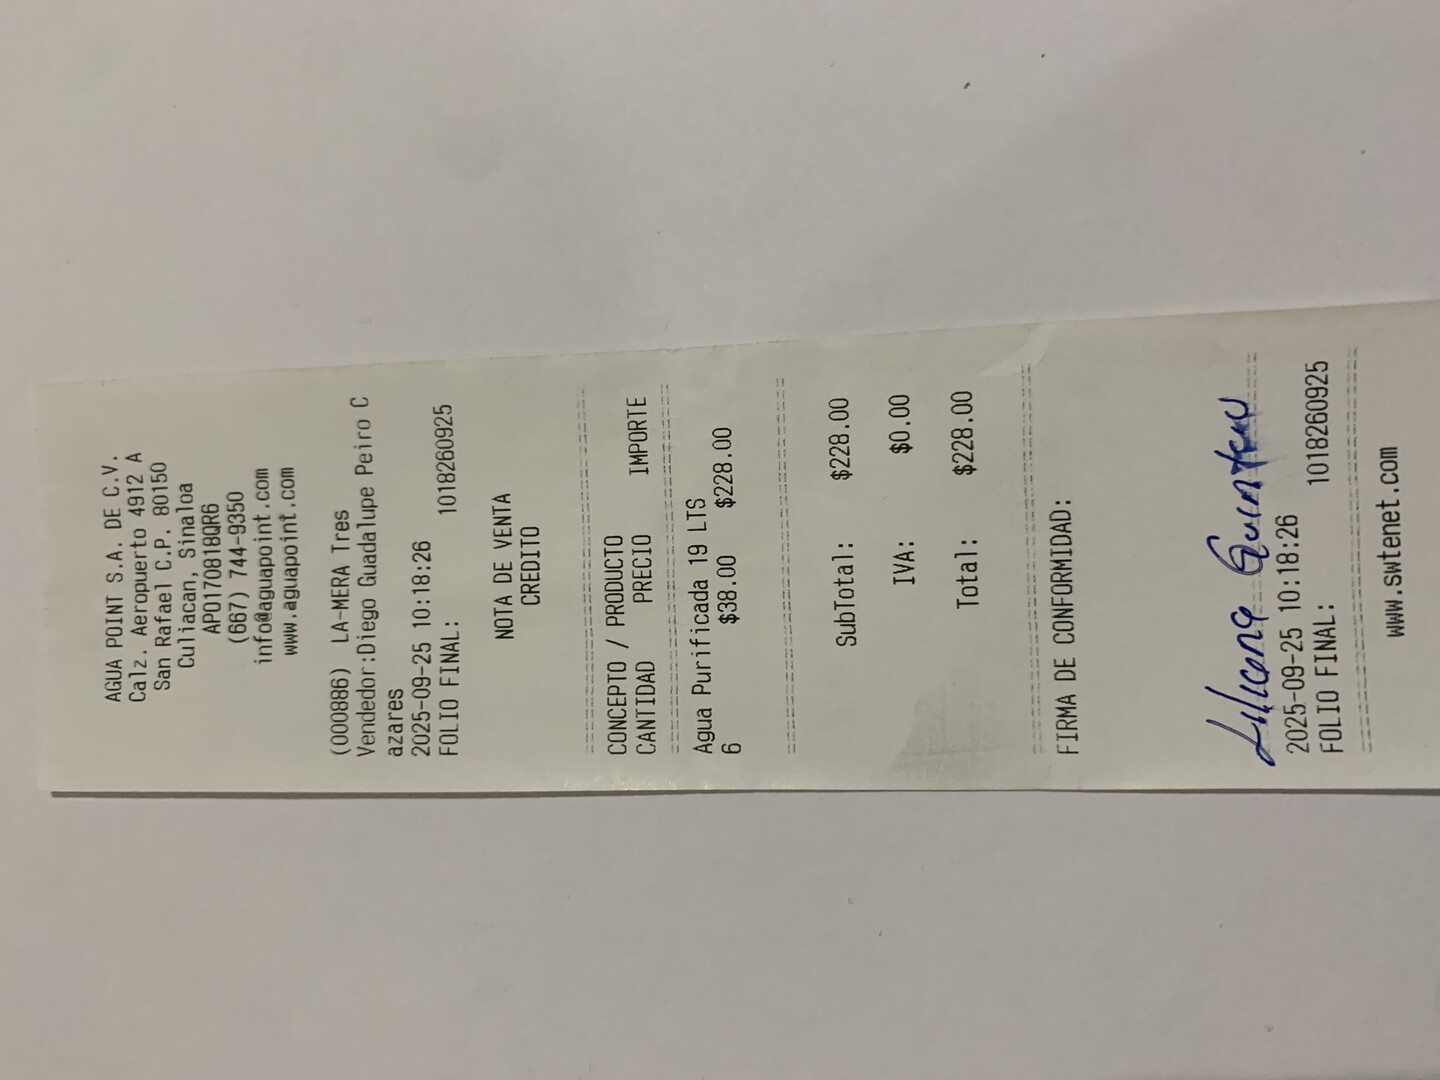 AGUA POINT S.A. DE C.V.
Calz. Aeropuerto 4912 A
San Rafael C.P. 80150
Culiacan, Sinaloa
APO170818QR6
(667) 744-9350
info@aguapoint.com
www.aguapoint.com
(000886) LA-MERA Tres
Vendedor:Diego Guadalupe Peiro C
azares
2025-09-25 10:18:26
FOLIO FINAL: 1018260925
NOTA DE VENTA
CREDITO
CONCEPTO / PRODUCTO
CANTIDAD PRECIO IMPORTE
Agua Purificada 19 LTS
6 $38.00 $228.00
SubTotal: $228.00
IVA: $0.00
Total: $228.00
FIRMA DE CONFORMIDAD:
2025-09-25 10:18:26
FOLIO FINAL: 1018260925
www.swtenet.com